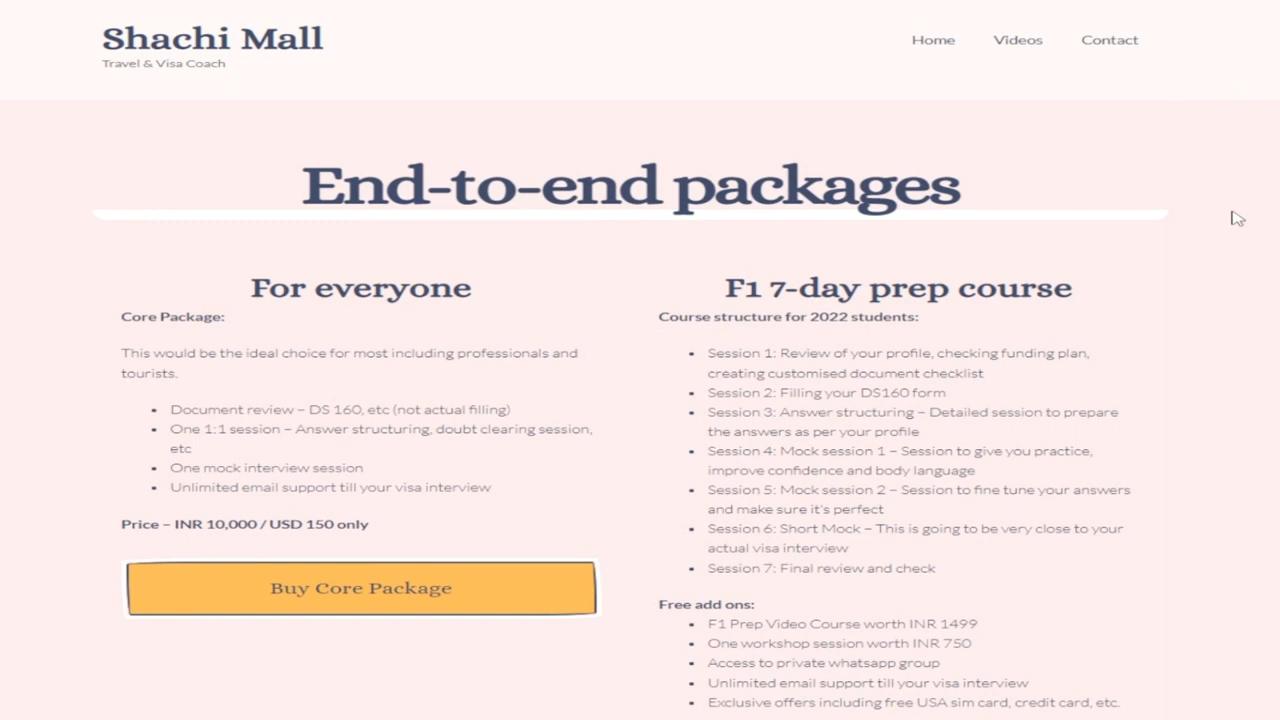 Shachi Mall
Travel & Visa Coach
Home
Videos
Contact
End-to-end packages
For everyone
Core Package:
This would be the ideal choice for most including professionals and
tourists.
• Document review – DS 160, etc (not actual filling)
• One 1:1 session – Answer structuring, doubt clearing session,
etc
• One mock interview session
• Unlimited email support till your visa interview
Price – INR 10,000 / USD 150 only
Buy Core Package
F1 7-day prep course
Course structure for 2022 students:
• Session 1: Review of your profile, checking funding plan,
creating customised document checklist
• Session 2: Filling your DS160 form
• Session 3: Answer structuring – Detailed session to prepare
the answers as per your profile
• Session 4: Mock session 1 – Session to give you practice,
improve confidence and body language
• Session 5: Mock session 2 – Session to fine tune your answers
and make sure it's perfect
• Session 6: Short Mock – This is going to be very close to your
actual visa interview
• Session 7: Final review and check
Free add ons:
• F1 Prep Video Course worth INR 1499
• One workshop session worth INR 750
• Access to private whatsapp group
• Unlimited email support till your visa interview
• Exclusive offers including free USA sim card, credit card, etc.